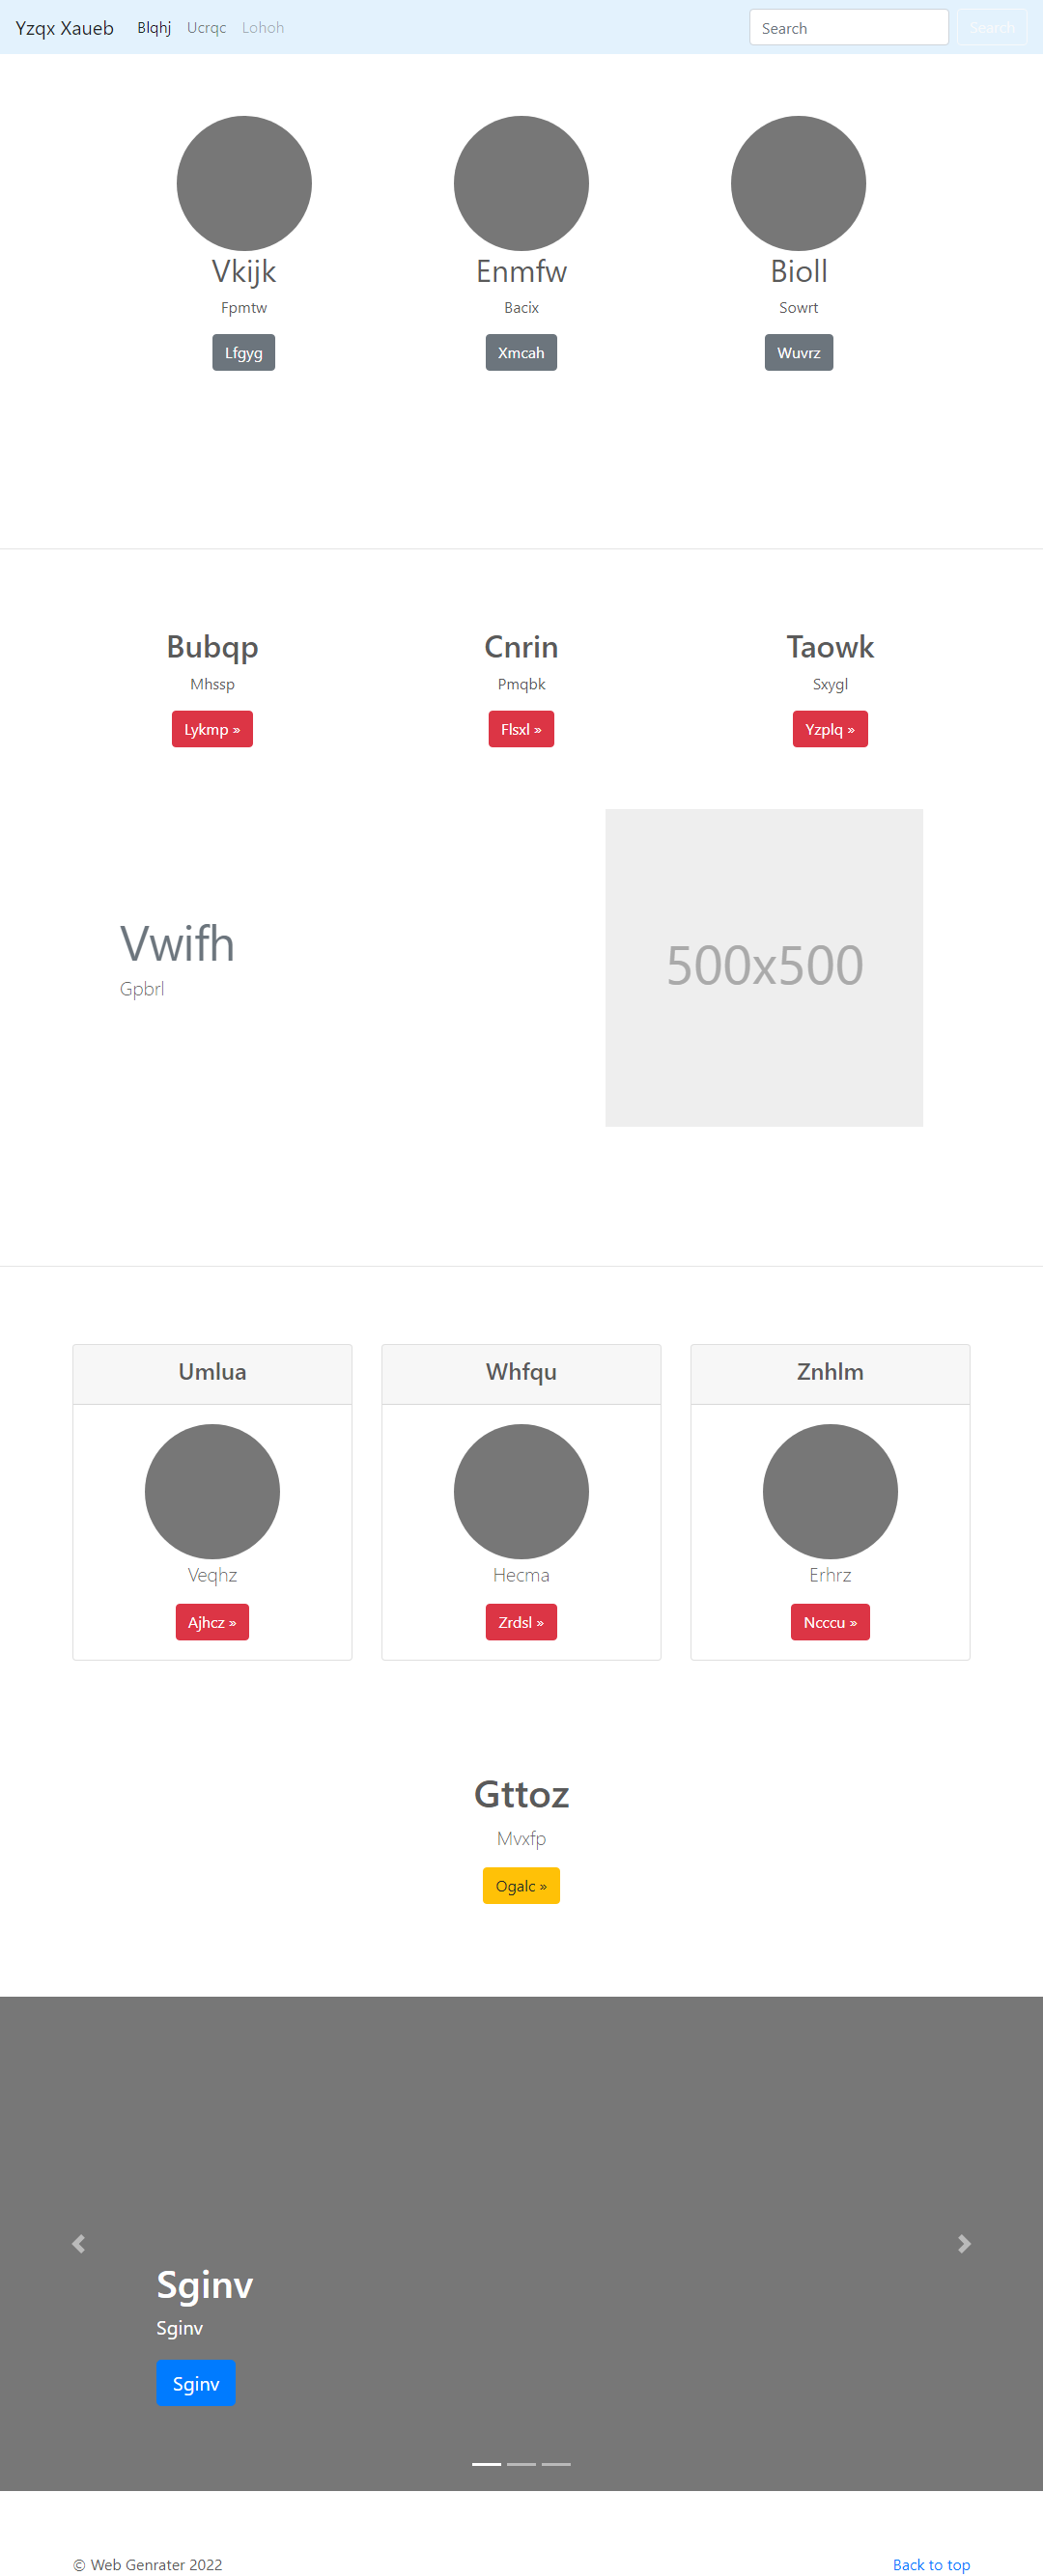 Yzqx Xaueb Blqhj Ucrqc Lohoh Search Search
Vkijk Enmfw Bioll
Fpmtw Bacix Sowrt
Lfgyg Xmcah Wuvrz
Bubqp Cnrin Taowk
Mhssp Pmqbk Sxygl
Lykmp » Flsxl » Yzplq »
Vwifh
Gpbrl
500x500
Umlua Whfqu Znhlm
Veqhz Hecma Erhrz
Ajhcz » Zrdsl » Ncccu »
Gttoz
Mvxfp
Ogalc »
Sginv
Sginv
Sginv
© Web Genrater 2022 Back to top